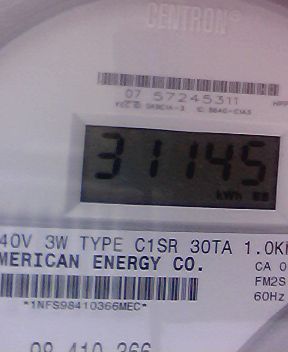 CENTRON®
07 57245311
31145
kWh
40V 3W TYPE C1SR 30TA 1.0K
MERICAN ENERGY CO.
CA 0
FM2S
60Hz
*1NFS98410366MEC*
98 410 366